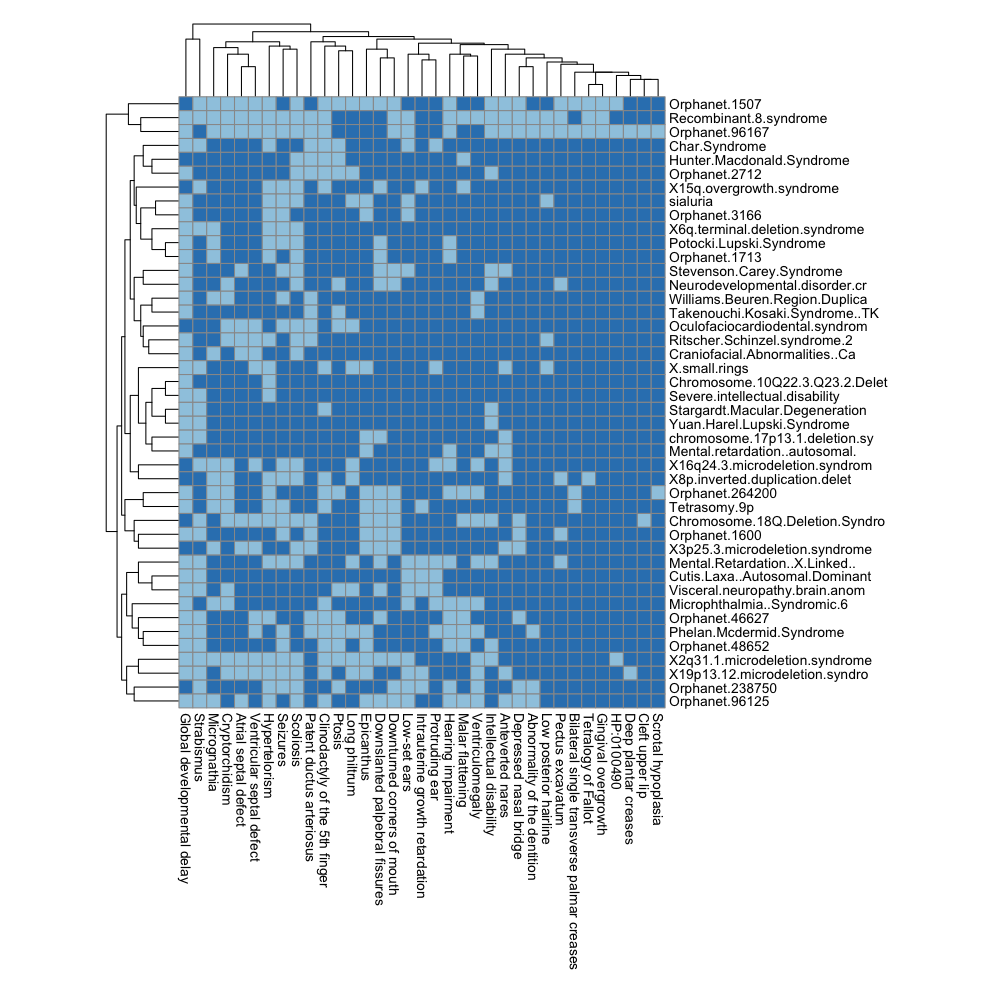 Orphanet.1507
Recombinant.8.syndrome
Orphanet.96167
Char.Syndrome
Hunter.Macdonald.Syndrome
Orphanet.2712
X15q.overgrowth.syndrome
sialuria
Orphanet.3166
X6q.terminal.deletion.syndrome
Potocki.Lupski.Syndrome
Orphanet.1713
Stevenson.Carey.Syndrome
Neurodevelopmental.disorder.cr
Williams.Beuren.Region.Duplica
Takenouchi.Kosaki.Syndrome..TK
Oculofaciocardiodental.syndrom
Ritscher.Schinzel.syndrome.2
Craniofacial.Abnormalities..Ca
X.small.rings
Chromosome.10Q22.3.Q23.2.Delet
Severe.intellectual.disability
Stargardt.Macular.Degeneration
Yuan.Harel.Lupski.Syndrome
chromosome.17p13.1.deletion.sy
Mental.retardation..autosomal.
X16q24.3.microdeletion.syndrom
X8p.inverted.duplication.delet
Orphanet.264200
Tetrasomy.9p
Chromosome.18Q.Deletion.Syndro
Orphanet.1600
X3p25.3.microdeletion.syndrome
Mental.Retardation..X.Linked..
Cutis.Laxa..Autosomal.Dominant
Visceral.neuropathy.brain.anom
Microphthalmia..Syndromic.6
Orphanet.46627
Phelan.Mcdermid.Syndrome
Orphanet.48652
X2q31.1.microdeletion.syndrome
X19p13.12.microdeletion.syndro
Orphanet.238750
Orphanet.96125
Global developmental delay
Strabismus
Micrognathia
Cryptorchidism
Atrial septal defect
Ventricular septal defect
Hypertelorism
Seizures
Scoliosis
Patent ductus arteriosus
Clinodactyly of the 5th finger
Ptosis
Long philtrum
Epicanthus
Downslanted palpebral fissures
Downturned corners of mouth
Low-set ears
Intrauterine growth retardation
Protruding ear
Hearing impairment
Malar flattening
Ventriculomegaly
Intellectual disability
Anteverted nares
Depressed nasal bridge
Abnormality of the dentition
Low posterior hairline
Pectus excavatum
Bilateral single transverse palmar creases
Tetralogy of Fallot
Gingival overgrowth
HP:0100490
Deep plantar creases
Cleft upper lip
Scrotal hypoplasia